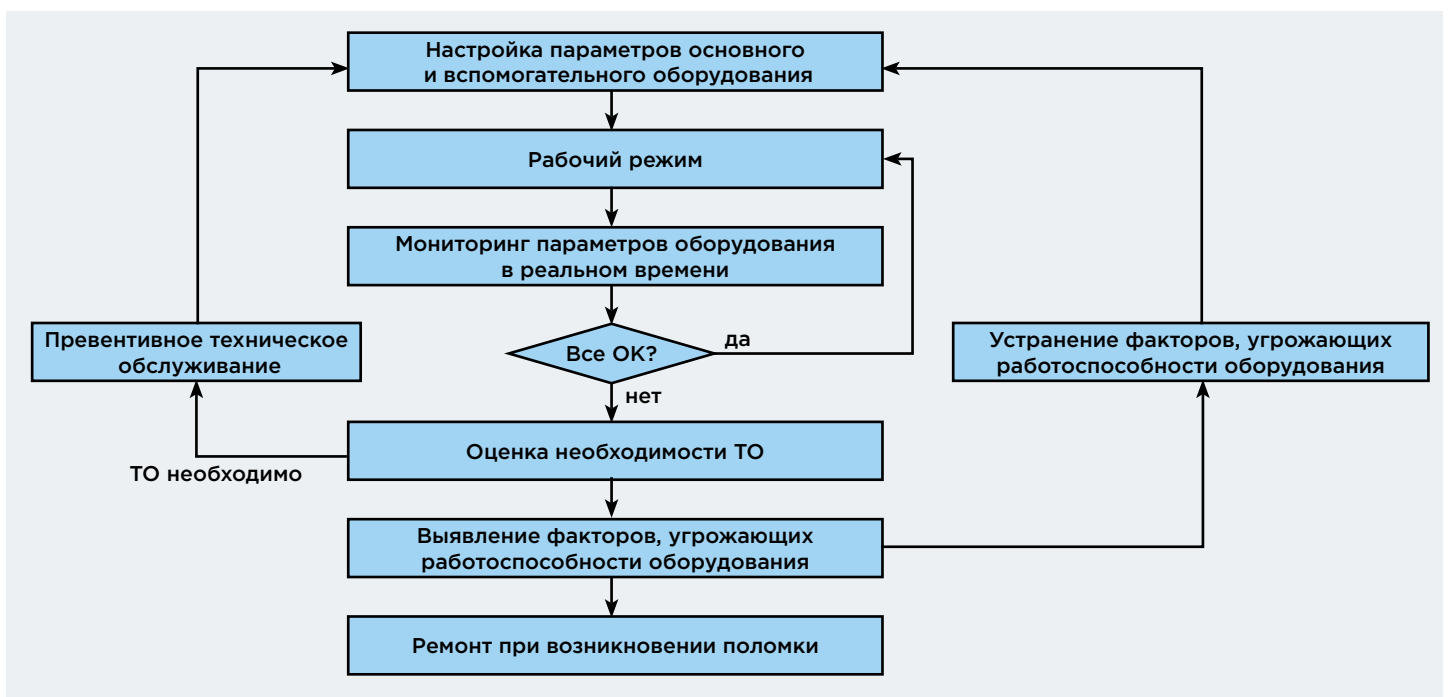 Настройка параметров основного
и вспомогательного оборудования
Рабочий режим
Мониторинг параметров оборудования
в реальном времени
Все ОК?
да
нет
Превентивное техническое
обслуживание
Устранение факторов, угрожающих
работоспособности оборудования
Оценка необходимости ТО
ТО необходимо
Выявление факторов, угрожающих
работоспособности оборудования
Ремонт при возникновении поломки